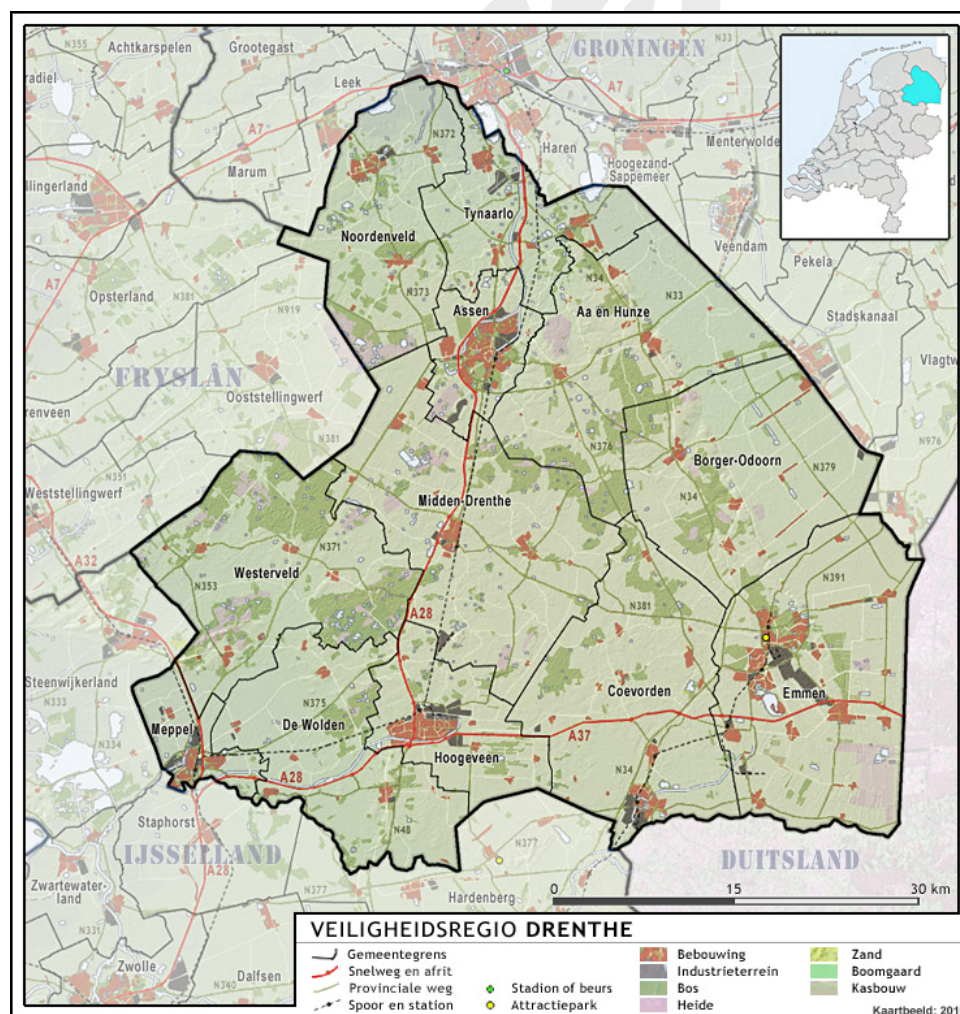 N355
Achtkarspelen
Grootegast
GRONINGEN
N33
Leek
A7
A7
Marum
N372
Haren
Hoogezand-
Sappemeer
Menterwolde
Tynaarlo
Noordenveld
Veendam
Pekela
A7
Opsterland
N381
N919
N373
N34
N33
Assen
Aa en Hunze
Stadskanaal
FRYSLÂN
Ooststellingwerf
Vlagtw
N381
N376
N976
N351
Weststellingwerf
Borger-Odoorn
N379
Midden-Drenthe
N34
A32
N371
Westerveld
N353
N391
A28
N381
Steenwijkerland
N333
Coevorden
Emmen
N375
Meppel
De Wolden
N334
A37
Hoogeveen
A28
N34
Staphorst
N48
IJSSELLAND
N377
DUITSLAND
A28
Zwartewater-
land
N377
Hardenberg
0 15 30 km
N331
Zwolle
Dalfsen
N340
VEILIGHEIDSREGIO DRENTHE
Gemeentegrens
Snelweg en afrit
Provinciale weg
Spoor en station
Stadion of beurs
Attractiepark
Bebouwing
Industrieterrein
Bos
Heide
Zand
Boomgaard
Kasbouw
Kaartbeeld: 201